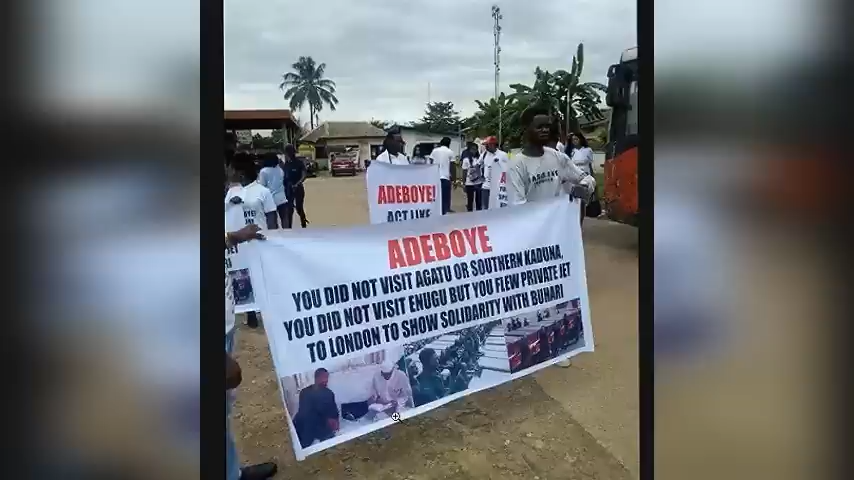 ADEBOYE!
ACT LIKE
ADEBOYE
YOU DID NOT VISIT AGATU OR SOUTHERN KADUNA,
YOU DID NOT VISIT ENUGU BUT YOU FLEW PRIVATE JET
TO LONDON TO SHOW SOLIDARITY WITH BUHARI